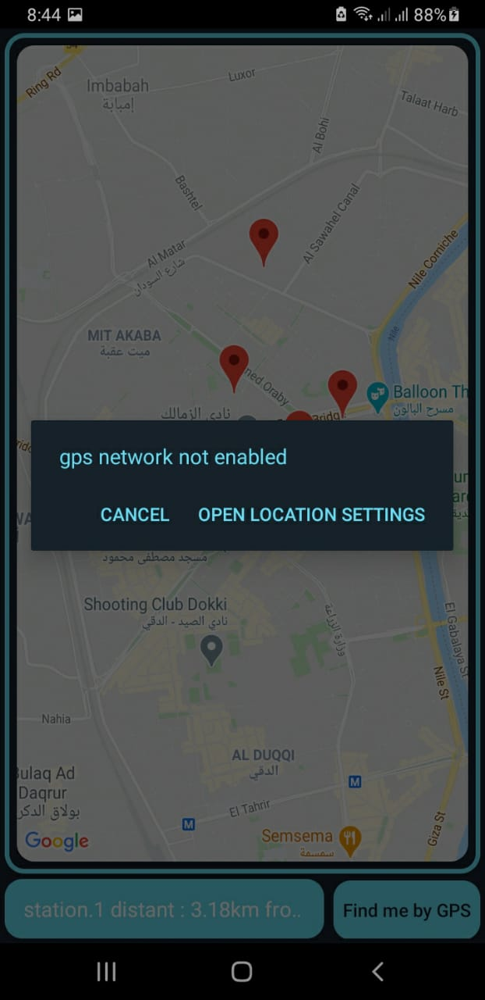 8:44
88%
Ring Rd
Luxor
Imbabah
إمبابة
Talaat Harb
Al Bohi
Bashtel
Al Sawahel Canal
Nile Corniche
Al Matar
شارع السودان
MIT AKABA
ميت عقبة
Nile
ned Oraby
Balloon Th
مسرح البالون
نادي الزمالك
Bridg
gps network not enabled
CANCEL
OPEN LOCATION SETTINGS
مسجد مصطفى محمود
Shooting Club Dokki
نادي الصيد - الدقي
وزارة الزراعة
El Gabalaya St
Nile St
Nahia
AL DUQQI
الدقي
Bulaq Ad
Daqrur
بولاق الدكر
M
M
El Tahrir
Giza St
Semsema
سمسمة
Google
station.1 distant : 3.18km fro..
Find me by GPS